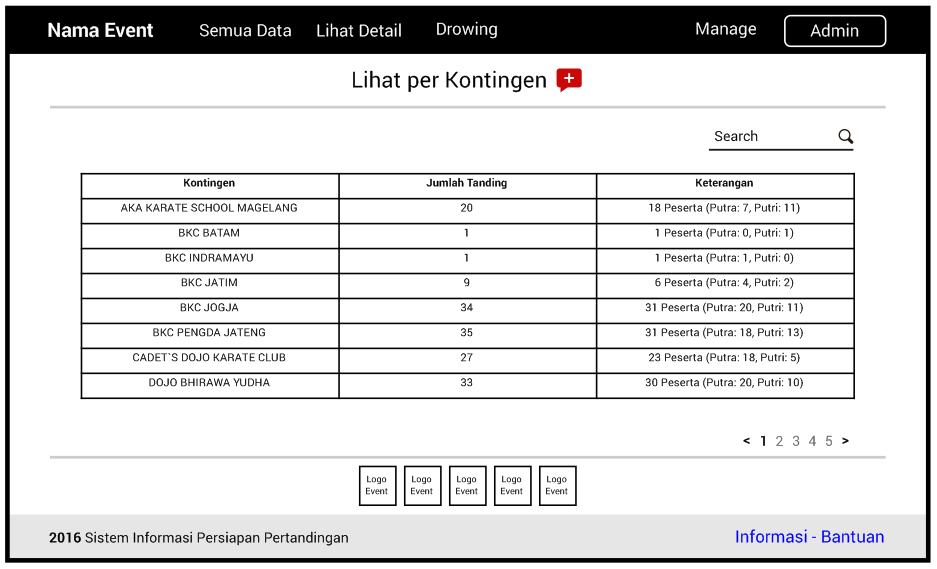 Nama Event Semua Data Lihat Detail Drowing Manage Admin
Lihat per Kontingen
Search
Kontingen Jumlah Tanding Keterangan
AKA KARATE SCHOOL MAGELANG 20 18 Peserta (Putra: 7, Putri: 11)
BKC BATAM 1 1 Peserta (Putra: 0, Putri: 1)
BKC INDRAMAYU 1 1 Peserta (Putra: 1, Putri: 0)
BKC JATIM 9 6 Peserta (Putra: 4, Putri: 2)
BKC JOGJA 34 31 Peserta (Putra: 20, Putri: 11)
BKC PENGDA JATENG 35 31 Peserta (Putra: 18, Putri: 13)
CADET`S DOJO KARATE CLUB 27 23 Peserta (Putra: 18, Putri: 5)
DOJO BHIRAWA YUDHA 33 30 Peserta (Putra: 20, Putri: 10)
< 1 2 3 4 5 >
Logo Logo Logo Logo Logo
Event Event Event Event Event
2016 Sistem Informasi Persiapan Pertandingan Informasi - Bantuan